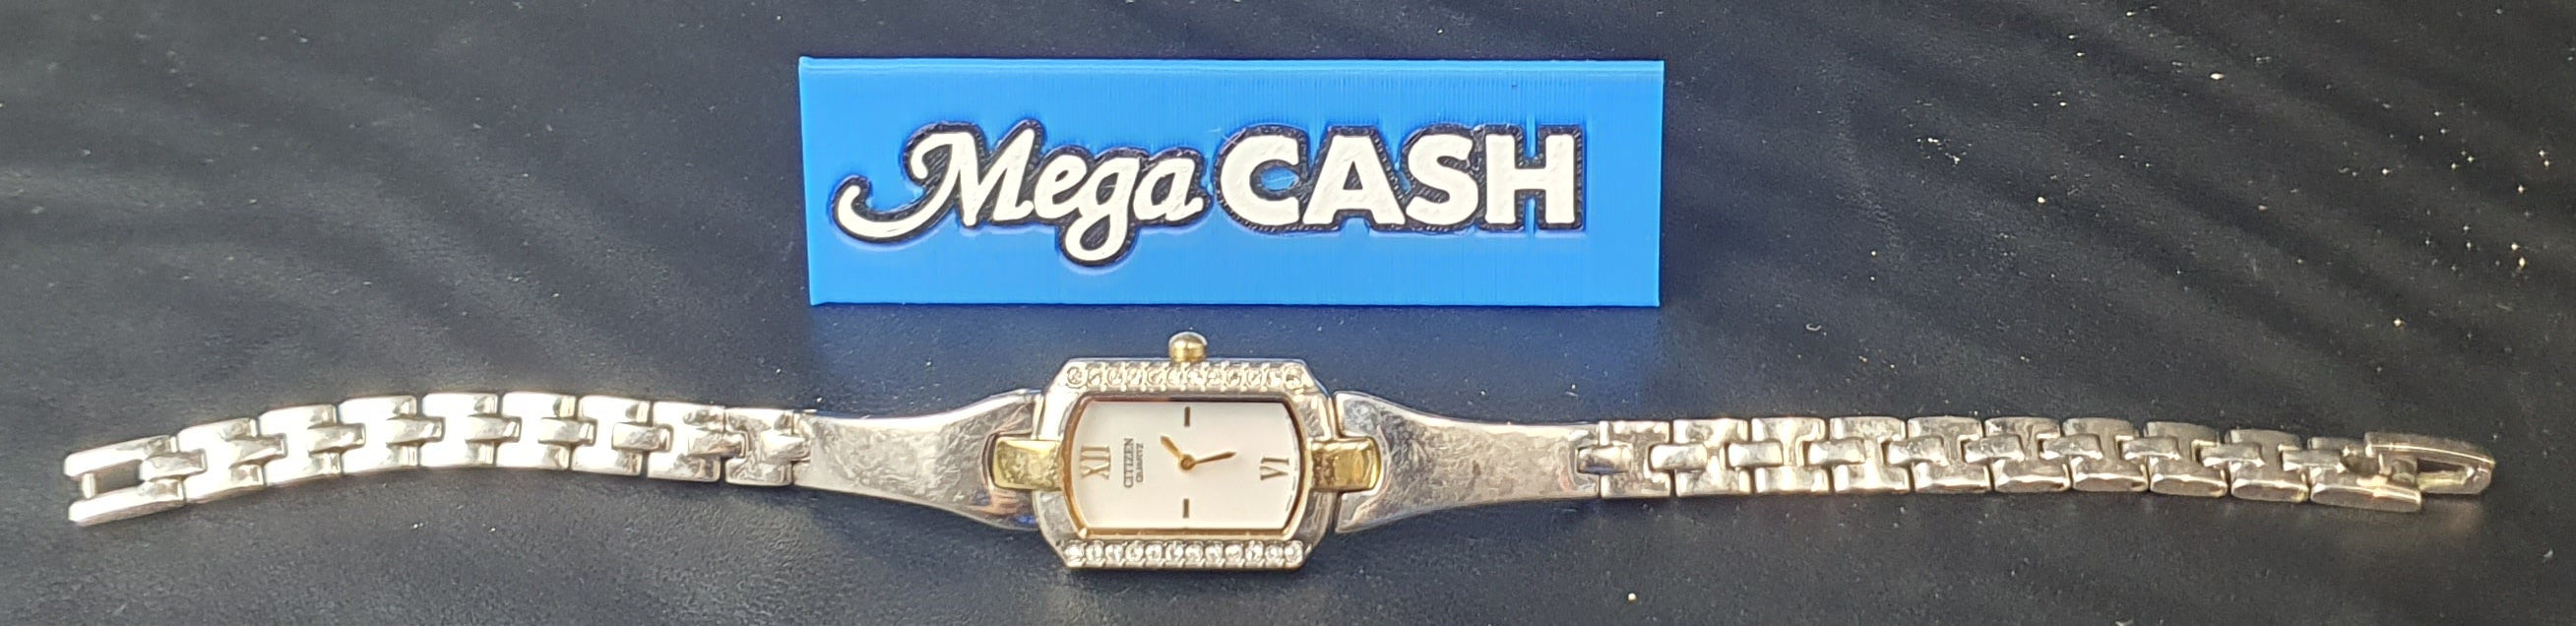 Mega CASH
XII
CITIZEN
QUARTZ
VI